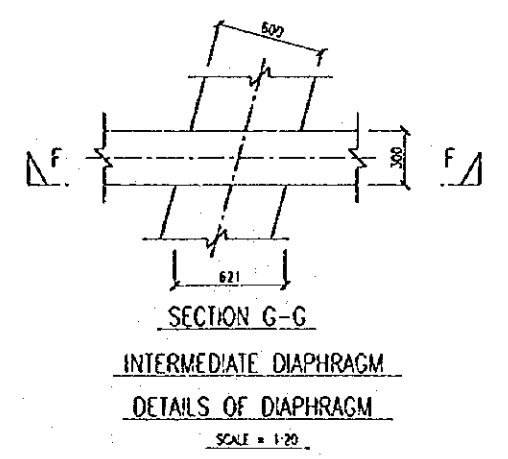 600
F
300
F
621
SECTION G-G
INTERMEDIATE DIAPHRAGM
DETAILS OF DIAPHRAGM
SCALE = 1:20